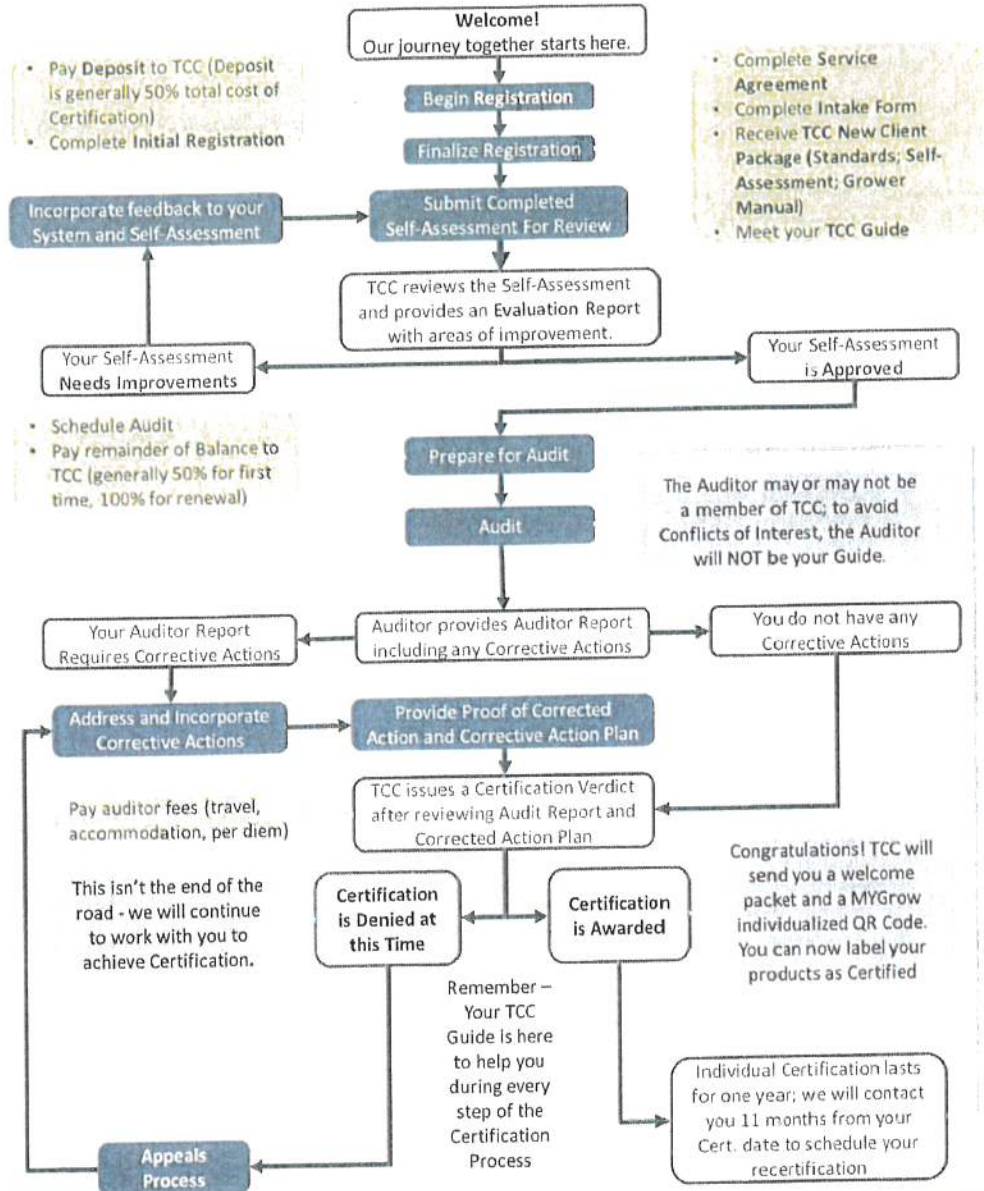 Welcome!
Our journey together starts here.
• Pay Deposit to TCC (Deposit
is generally 50% total cost of
Certification)
• Complete Initial Registration
• Complete Service
Agreement
• Complete Intake Form
• Receive TCC New Client
Package (Standards; Self-
Assessment; Grower
Manual)
• Meet your TCC Guide
Begin Registration
Finalize Registration
Incorporate feedback to your
System and Self-Assessment
Submit Completed
Self-Assessment For Review
TCC reviews the Self-Assessment
and provides an Evaluation Report
with areas of improvement.
Your Self-Assessment
Needs Improvements
Your Self-Assessment
is Approved
• Schedule Audit
• Pay remainder of Balance to
TCC (generally 50% for first
time, 100% for renewal)
Prepare for Audit
Audit
The Auditor may or may not be
a member of TCC; to avoid
Conflicts of Interest, the Auditor
will NOT be your Guide.
Your Auditor Report
Requires Corrective Actions
Auditor provides Auditor Report
including any Corrective Actions
You do not have any
Corrective Actions
Address and Incorporate
Corrective Actions
Provide Proof of Corrected
Action and Corrective Action Plan
Pay auditor fees (travel,
accommodation, per diem)
TCC issues a Certification Verdict
after reviewing Audit Report and
Corrected Action Plan
This isn't the end of the
road - we will continue
to work with you to
achieve Certification.
Certification
is Denied at
this Time
Certification
is Awarded
Congratulations! TCC will
send you a welcome
packet and a MYGrow
individualized QR Code.
You can now label your
products as Certified
Remember –
Your TCC
Guide is here
to help you
during every
step of the
Certification
Process
Individual Certification lasts
for one year; we will contact
you 11 months from your
Cert. date to schedule your
recertification
Appeals
Process